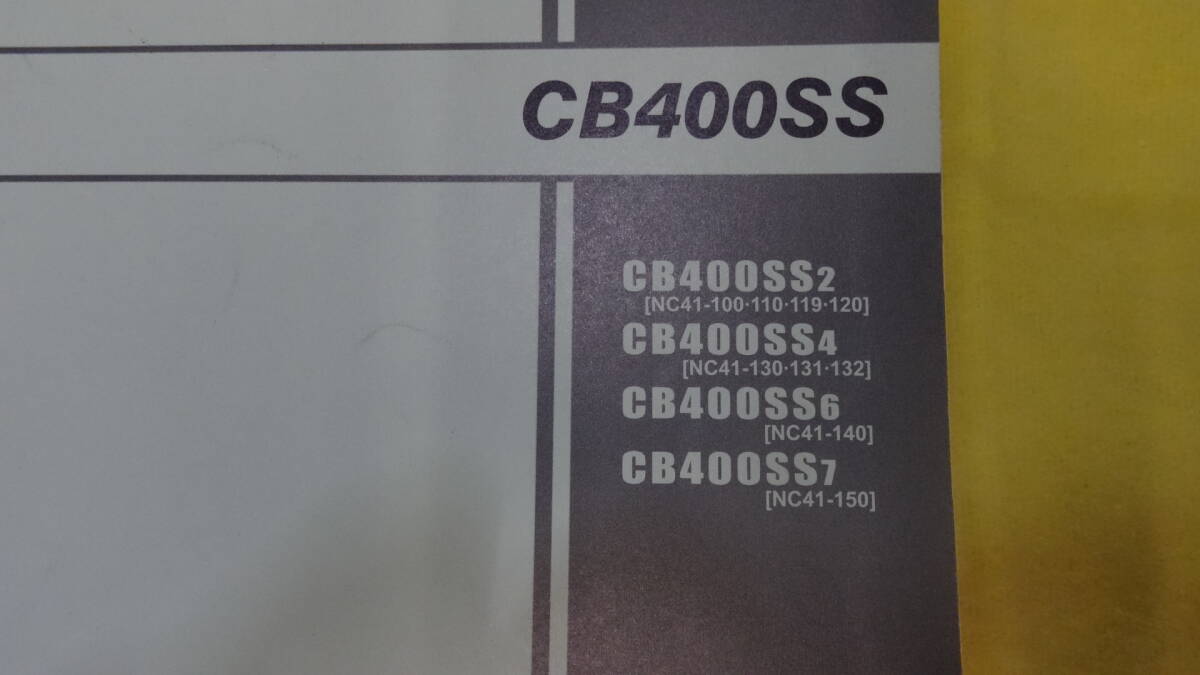 CB400SS
CB400SS2
[NC41-100･110･119･120]
CB400SS4
[NC41-130･131･132]
CB400SS6
[NC41-140]
CB400SS7
[NC41-150]